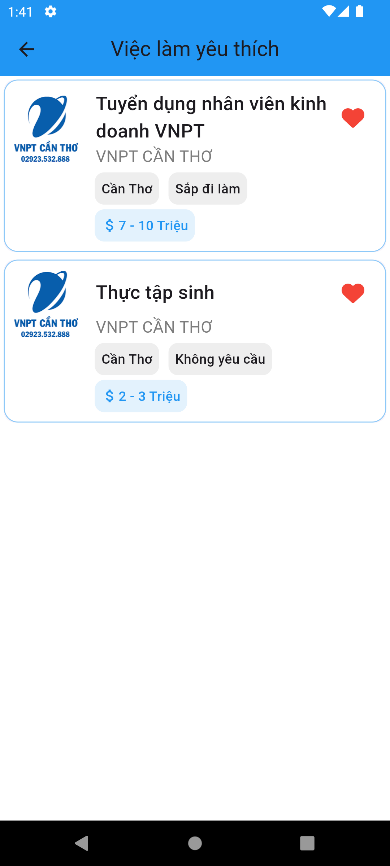 1:41
Việc làm yêu thích
VNPT CẦN THƠ
02923.532.888
Tuyển dụng nhân viên kinh
doanh VNPT
VNPT CẦN THƠ
Cần Thơ
Sắp đi làm
$ 7 - 10 Triệu
VNPT CẦN THƠ
02923.532.888
Thực tập sinh
VNPT CẦN THƠ
Cần Thơ
Không yêu cầu
$ 2 - 3 Triệu